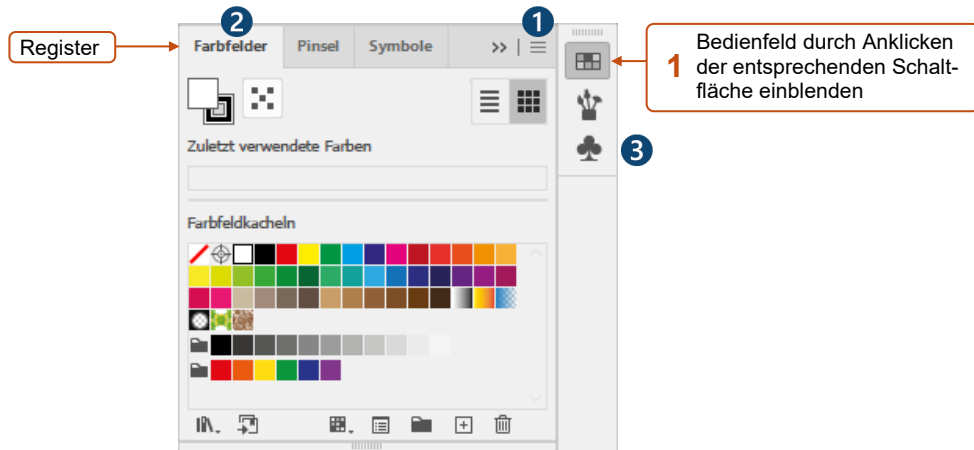 2
1
Register
Farbfelder Pinsel Symbole >> | ≡
1 Bedienfeld durch Anklicken
der entsprechenden Schalt-
fläche einblenden
3
Zuletzt verwendete Farben
Farbfeldkacheln